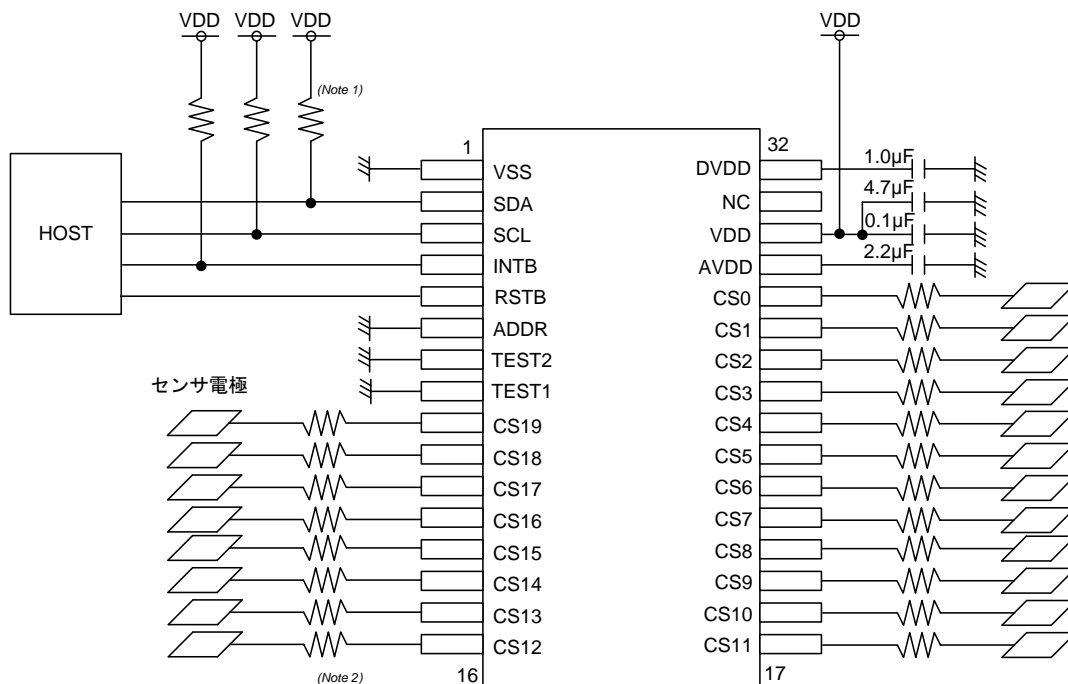 VDD VDD VDD VDD
(Note 1)
HOST
1 32
VSS DVDD 1.0µF
SDA NC 4.7µF
SCL VDD 0.1µF
INTB AVDD 2.2µF
RSTB CS0
ADDR CS1
TEST2 CS2
センサ電極
TEST1 CS3
CS19 CS4
CS18 CS5
CS17 CS6
CS16 CS7
CS15 CS8
CS14 CS9
CS13 CS10
CS12 CS11
(Note 2)
16 17